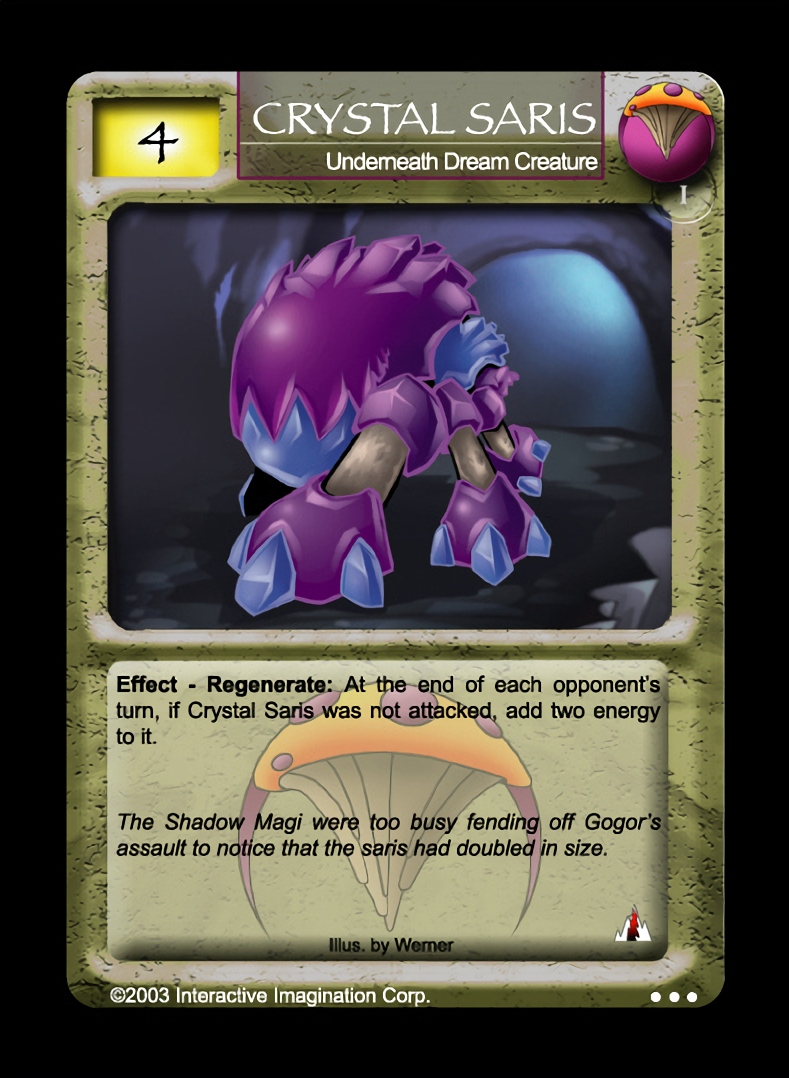 4
CRYSTAL SARIS
Underneath Dream Creature
I
Effect - Regenerate: At the end of each opponent's
turn, if Crystal Saris was not attacked, add two energy
to it.
The Shadow Magi were too busy fending off Gogor's
assault to notice that the saris had doubled in size.
Illus. by Werner
©2003 Interactive Imagination Corp.